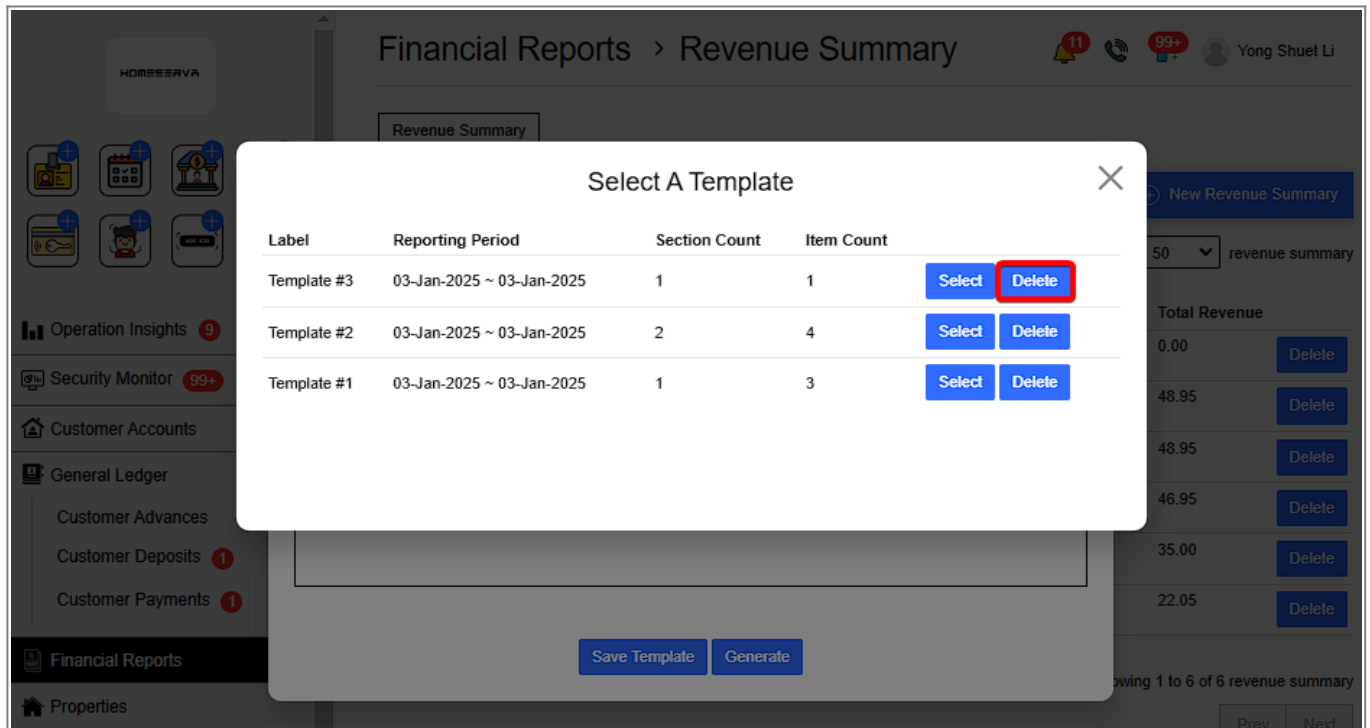 HOMESERVA
Financial Reports > Revenue Summary
11
99+
Yong Shuet Li
Revenue Summary
New Revenue Summary
50 revenue summary
Total Revenue
0.00 Delete
48.95 Delete
48.95 Delete
46.95 Delete
35.00 Delete
22.05 Delete
Operation Insights 9
Security Monitor 99+
Customer Accounts
General Ledger
Customer Advances
Customer Deposits 1
Customer Payments 1
Financial Reports
Properties
Select A Template
Label Reporting Period Section Count Item Count
Template #3 03-Jan-2025 ~ 03-Jan-2025 1 1 Select Delete
Template #2 03-Jan-2025 ~ 03-Jan-2025 2 4 Select Delete
Template #1 03-Jan-2025 ~ 03-Jan-2025 1 3 Select Delete
Save Template Generate
1 to 6 of 6 revenue summary
Prev Next